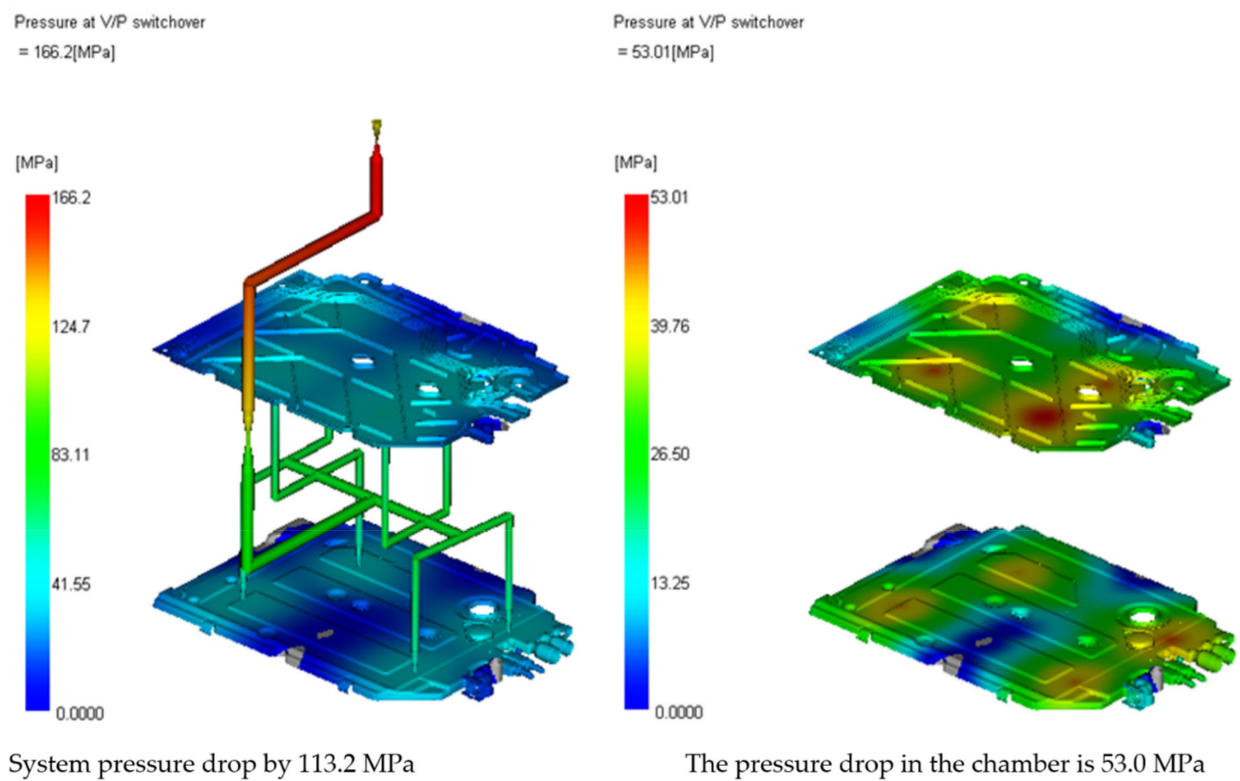 Pressure at V/P switchover
= 166.2[MPa]
[MPa]
166.2
124.7
83.11
41.55
0.0000
System pressure drop by 113.2 MPa
Pressure at V/P switchover
= 53.01[MPa]
[MPa]
53.01
39.76
26.50
13.25
0.0000
The pressure drop in the chamber is 53.0 MPa